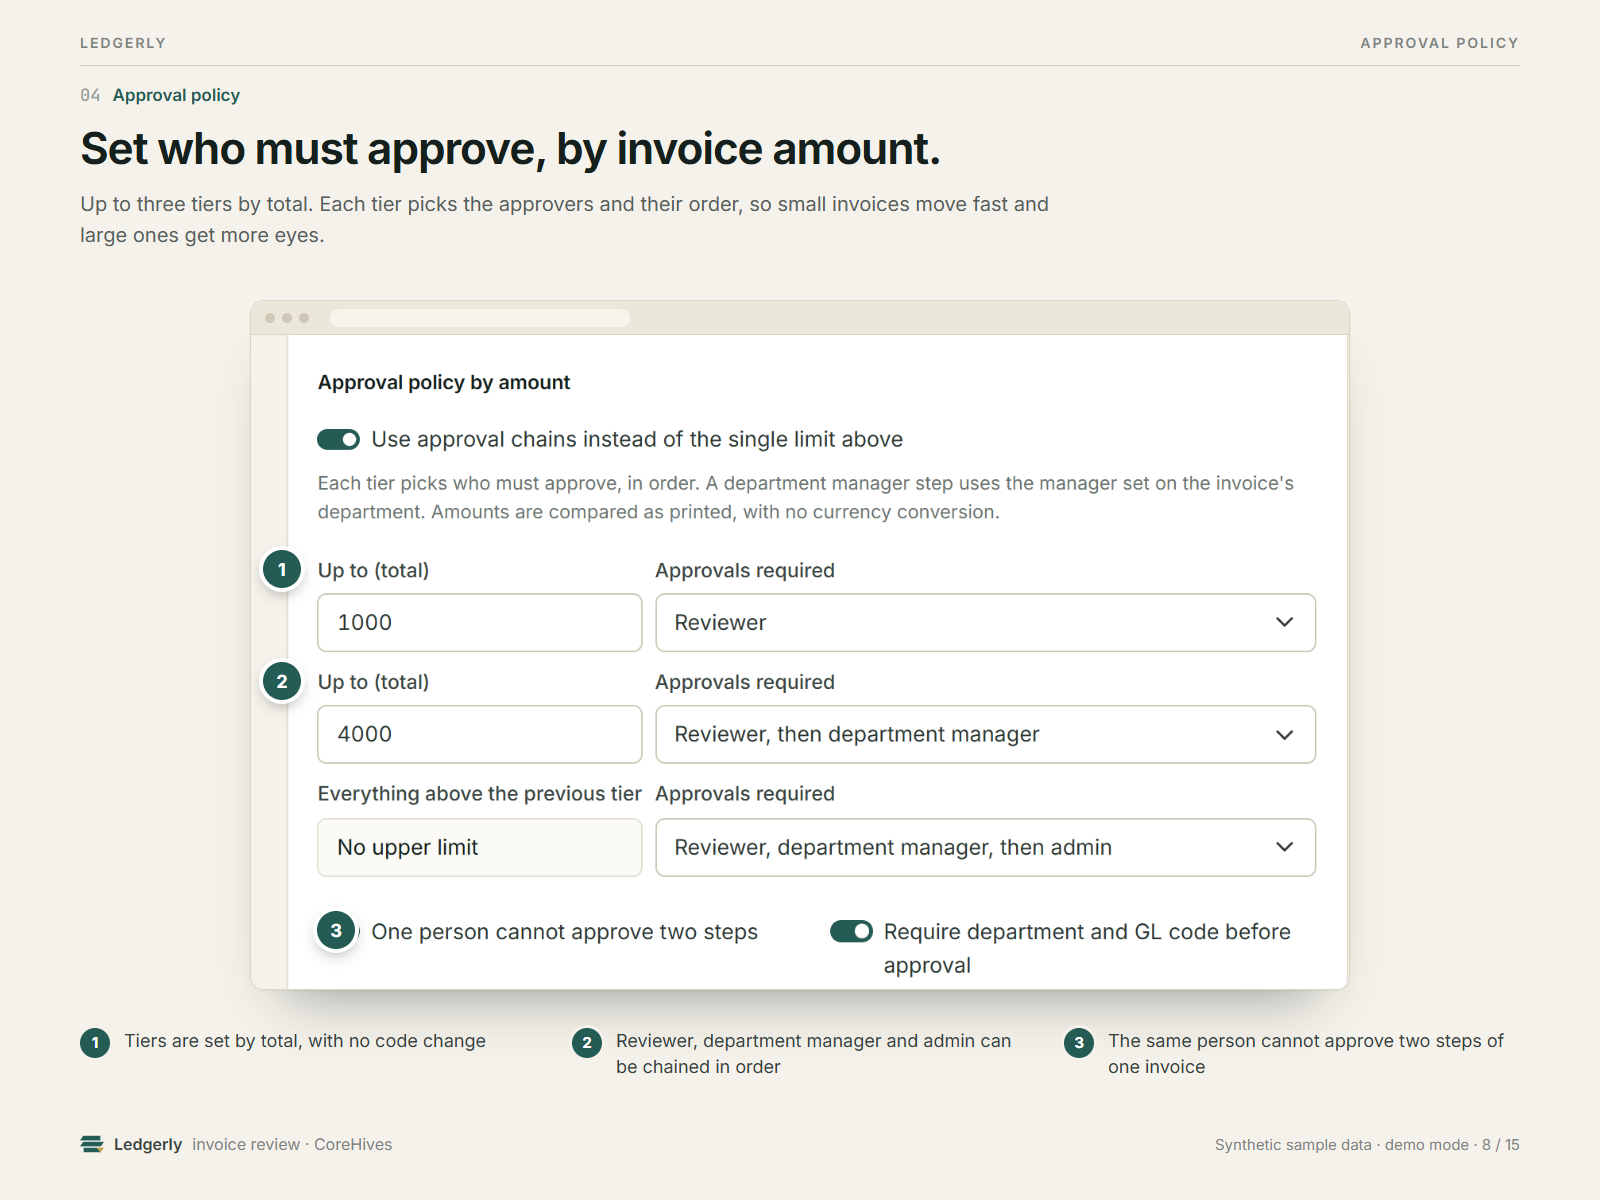 LEDGERLY
APPROVAL POLICY
04 Approval policy
Set who must approve, by invoice amount.
Up to three tiers by total. Each tier picks the approvers and their order, so small invoices move fast and
large ones get more eyes.
Approval policy by amount
Use approval chains instead of the single limit above
Each tier picks who must approve, in order. A department manager step uses the manager set on the invoice's
department. Amounts are compared as printed, with no currency conversion.
1 Up to (total) Approvals required
1000 Reviewer
2 Up to (total) Approvals required
4000 Reviewer, then department manager
Everything above the previous tier Approvals required
No upper limit Reviewer, department manager, then admin
3 One person cannot approve two steps
Require department and GL code before
approval
1 Tiers are set by total, with no code change
2 Reviewer, department manager and admin can
be chained in order
3 The same person cannot approve two steps of
one invoice
Ledgerly invoice review · CoreHives
Synthetic sample data · demo mode · 8 / 15